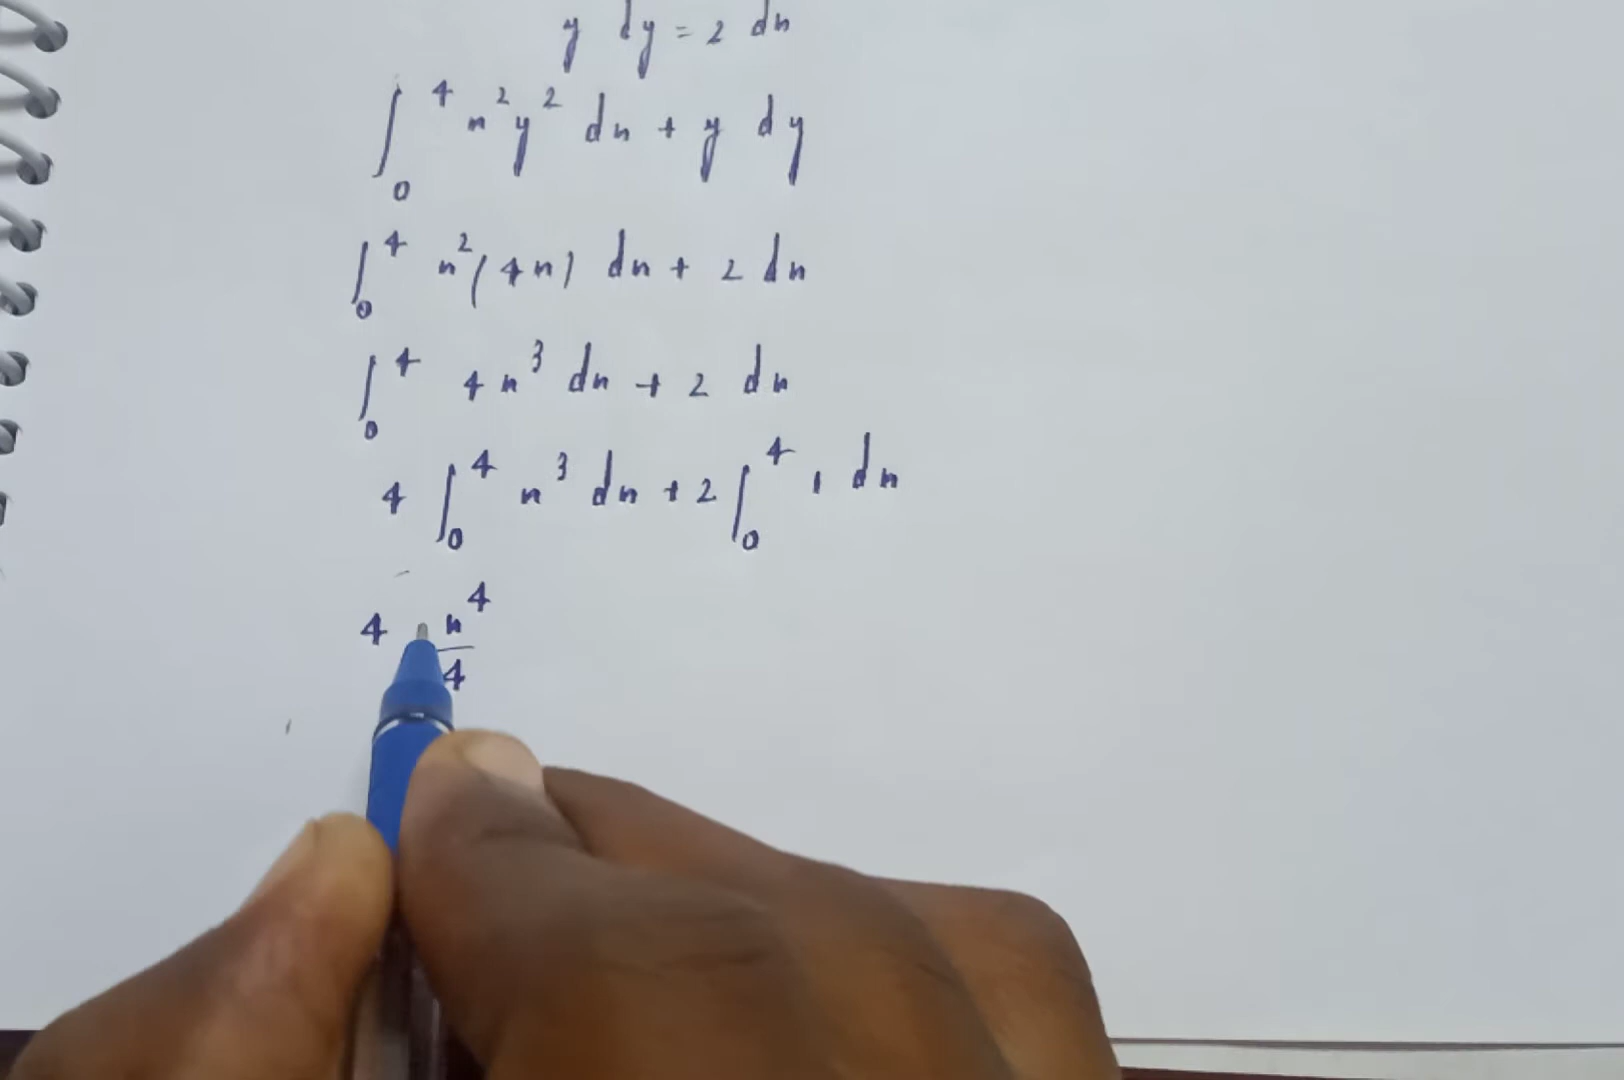 y dy = 2 dn
∫₀⁴ n²y² dn + y dy
∫₀⁴ n²(4n) dn + 2 dn
∫₀⁴ 4n³ dn + 2 dn
4 ∫₀⁴ n³ dn + 2 ∫₀⁴ 1 dn
4 n⁴/4